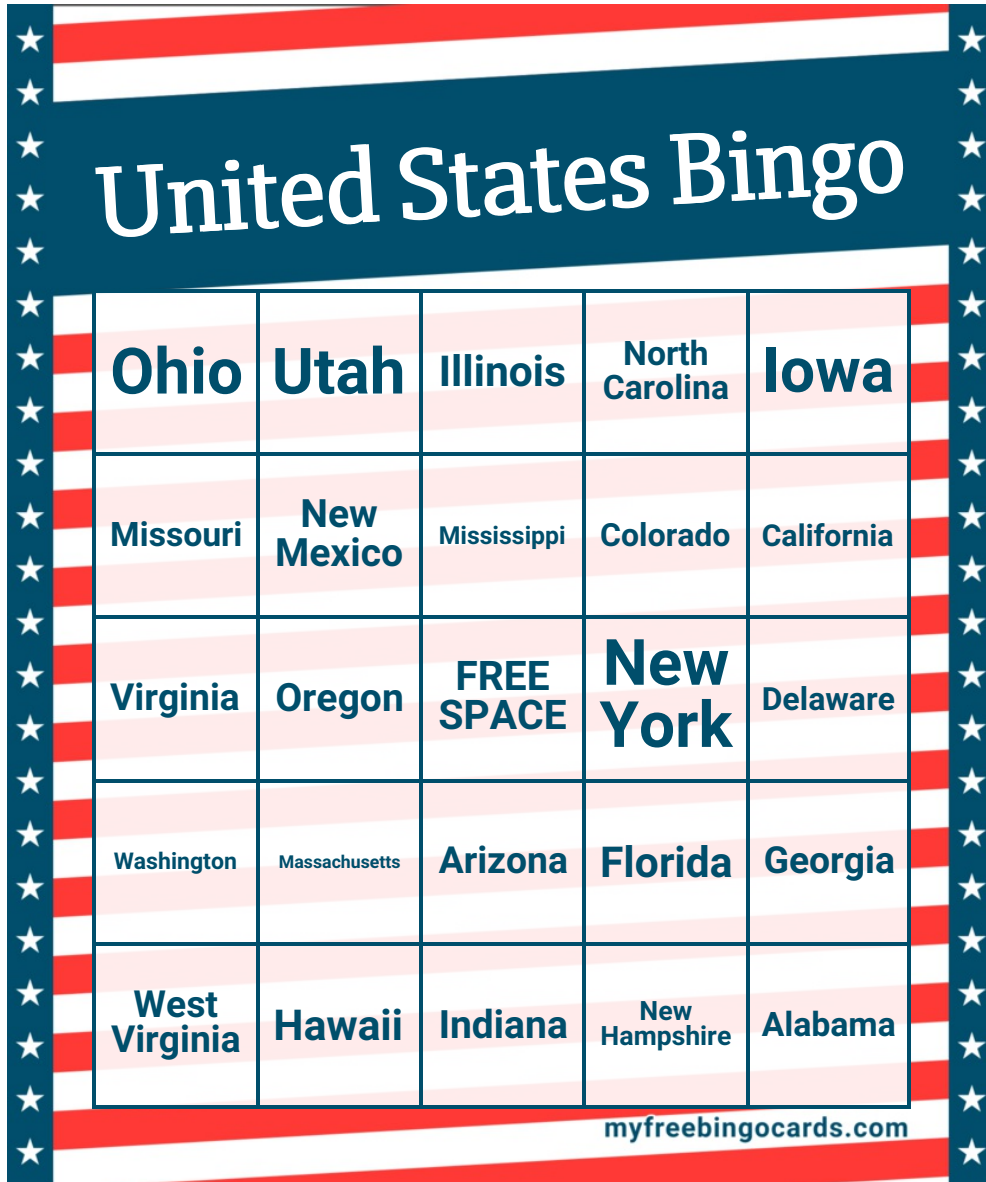 United States Bingo
Ohio
Utah
Illinois
North
Carolina
Iowa
Missouri
New
Mexico
Mississippi
Colorado
California
Virginia
Oregon
FREE
SPACE
New
York
Delaware
Washington
Massachusetts
Arizona
Florida
Georgia
West
Virginia
Hawaii
Indiana
New
Hampshire
Alabama
myfreebingocards.com